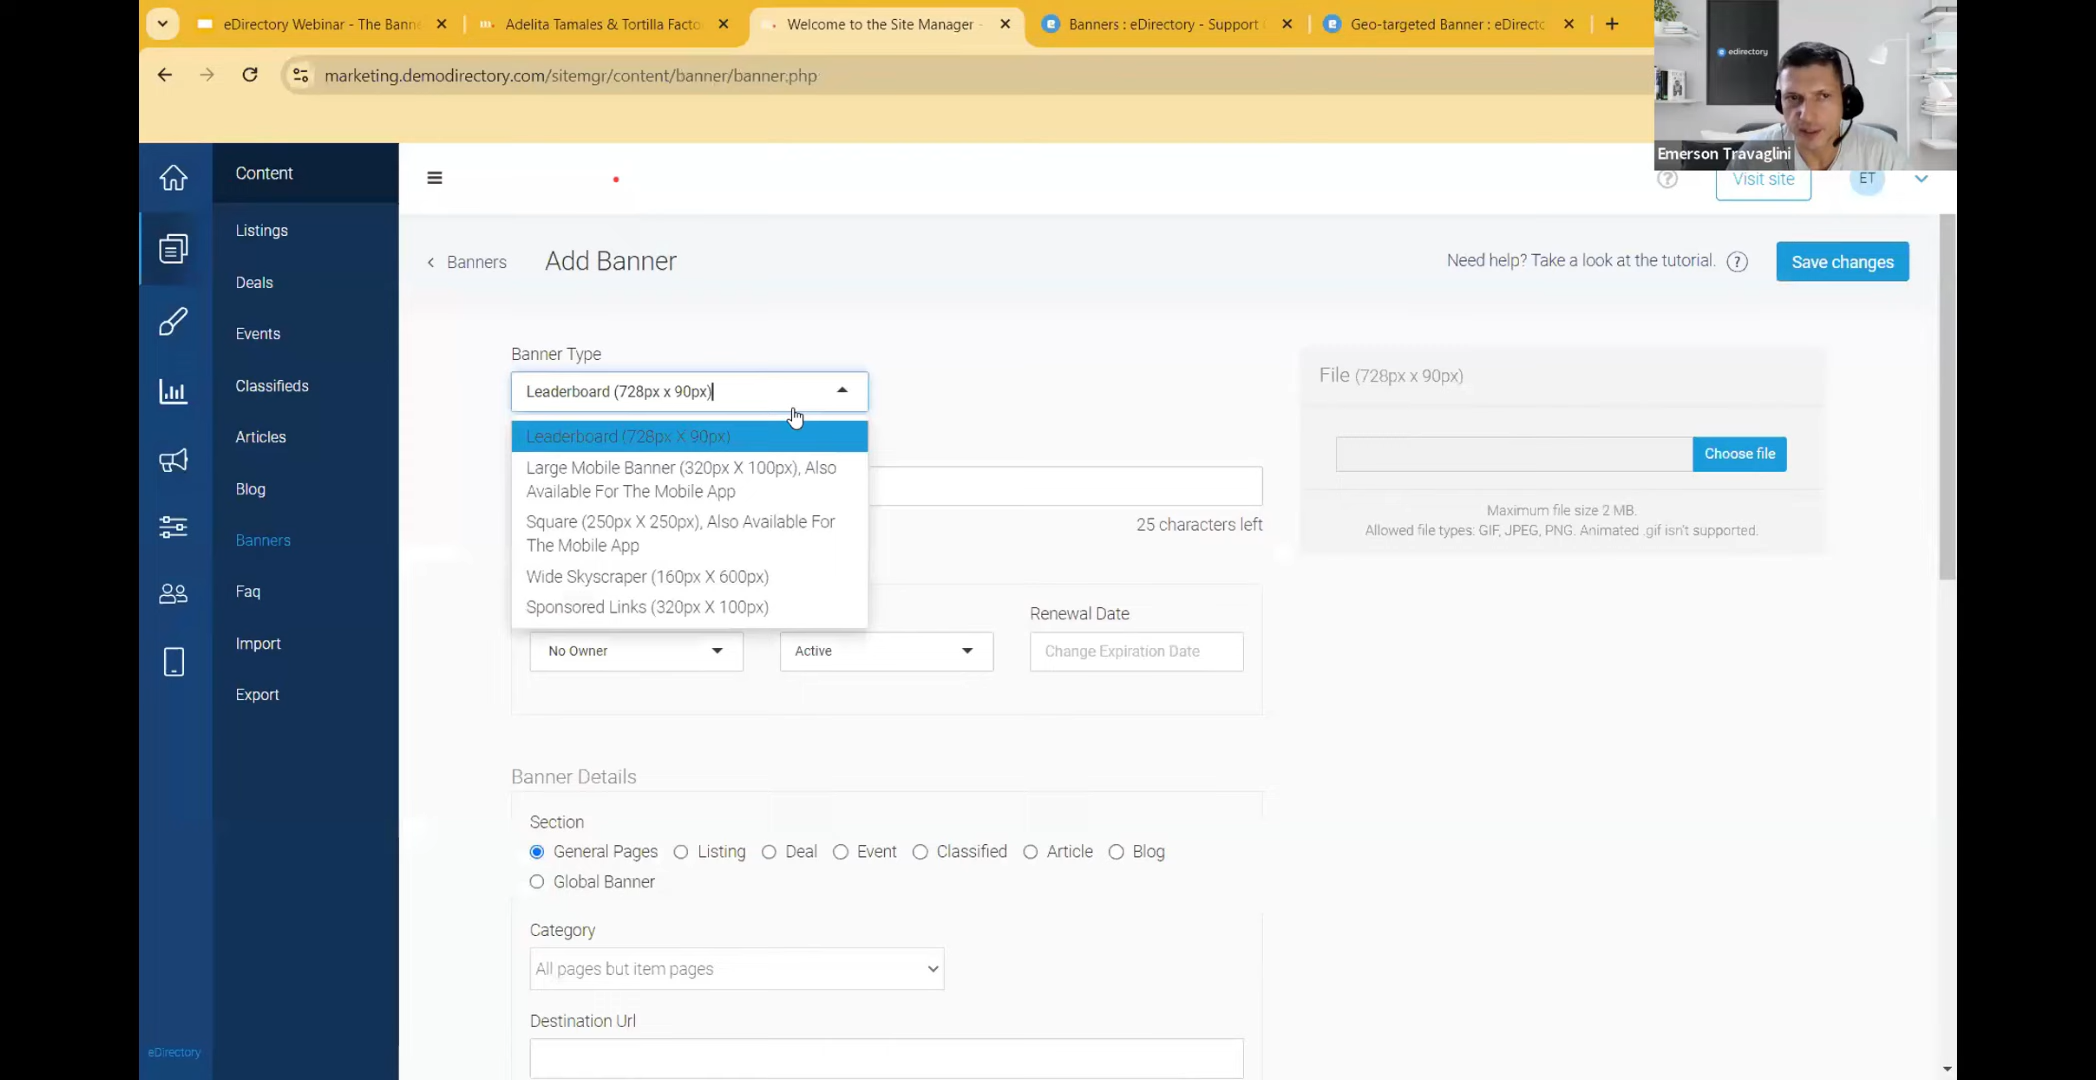 eDirectory Webinar - The Bann
Adelita Tamales & Tortilla Facto
Welcome to the Site Manager -
Banners : eDirectory - Support
Geo-targeted Banner : eDirecto
marketing.demodirectory.com/sitemgr/content/banner/banner.php
edirectory
Emerson Travaglini
Content
Listings
Deals
Events
Classifieds
Articles
Blog
Banners
Faq
Import
Export
eDirectory
Visit site
ET
Banners
Add Banner
Need help? Take a look at the tutorial.
Save changes
Banner Type
Leaderboard (728px x 90px)
Leaderboard (728px X 90px)
Large Mobile Banner (320px X 100px), Also
Available For The Mobile App
Square (250px X 250px), Also Available For
The Mobile App
Wide Skyscraper (160px X 600px)
Sponsored Links (320px X 100px)
25 characters left
File (728px x 90px)
Choose file
Maximum file size 2 MB.
Allowed file types: GIF, JPEG, PNG. Animated .gif isn't supported.
Renewal Date
No Owner
Active
Change Expiration Date
Banner Details
Section
General Pages
Listing
Deal
Event
Classified
Article
Blog
Global Banner
Category
All pages but item pages
Destination Url